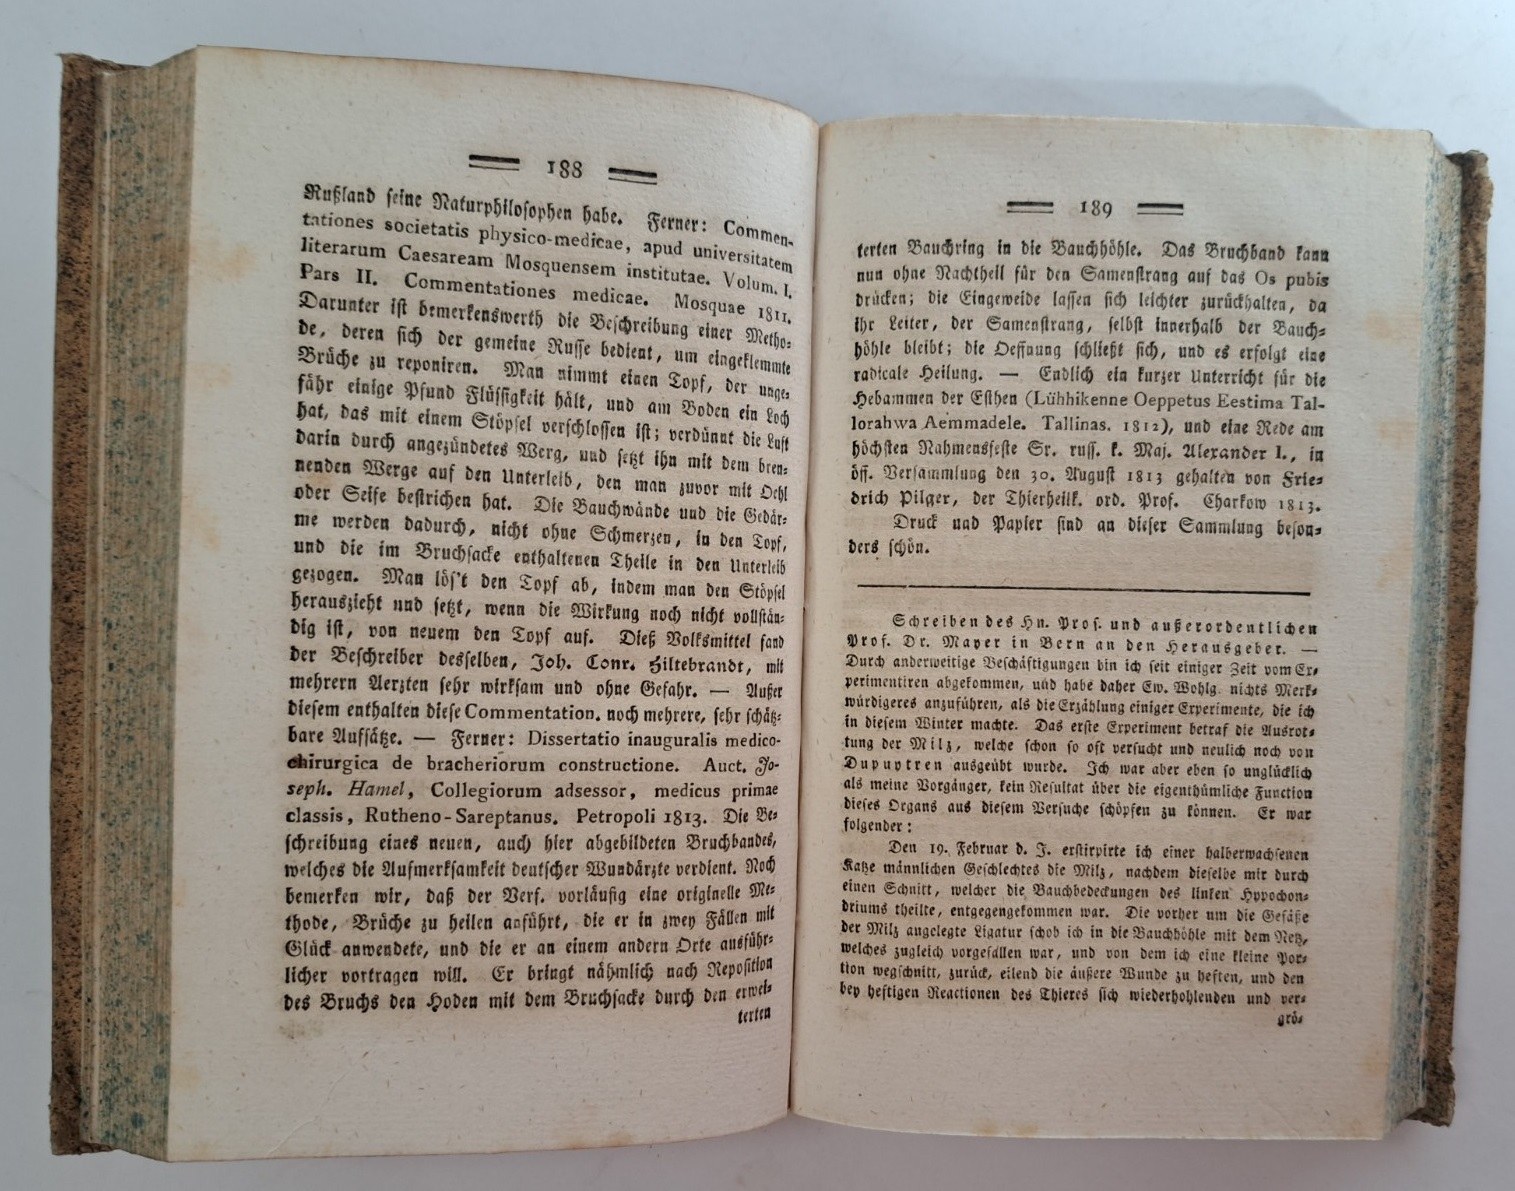 188
Rußland seine Naturphilosophen habe. Ferner: Commen-
tationes societatis physico-medicae, apud universitatem
literarum Caesaream Mosquensem institutae. Volum. I.
Pars II. Commentationes medicae. Mosquae 1811.
Darunter ist bemerkenswerth die Beschreibung einer Metho-
de, deren sich der gemeine Russe bedient, um eingeklemmte
Brüche zu reponiren. Man nimmt einen Topf, der unge-
fähr einige Pfund Flüssigkeit hält, und am Boden ein Loch
hat, das mit einem Stöpsel verschlossen ist; verdünnt die Luft
darin durch angezündetes Werg, und setzt ihn mit dem bren-
nenden Werge auf den Unterleib, den man zuvor mit Oehl
oder Seife bestrichen hat. Die Bauchwände und die Gedär-
me werden dadurch, nicht ohne Schmerzen, in den Topf,
und die im Bruchsacke enthaltenen Theile in den Unterleib
gezogen. Man lös't den Topf ab, indem man den Stöpsel
herauszieht und setzt, wenn die Wirkung noch nicht vollstän-
dig ist, von neuem den Topf auf. Dieß Volksmittel fand
der Beschreiber desselben, Joh. Conr. Hiltebrandt, mit
mehrern Aerzten sehr wirksam und ohne Gefahr. — Außer
diesem enthalten diese Commentation. noch mehrere, sehr schätz-
bare Aufsätze. — Ferner: Dissertatio inauguralis medico-
chirurgica de bracheriorum constructione. Auct. Jo-
seph. Hamel, Collegiorum adsessor, medicus primae
classis, Rutheno-Sareptanus. Petropoli 1813. Die Be-
schreibung eines neuen, auch hier abgebildeten Bruchbandes,
welches die Aufmerksamkeit deutscher Wundärzte verdient. Noch
bemerken wir, daß der Verf. vorläufig eine originelle Me-
thode, Brüche zu heilen anführt, die er in zwey Fällen mit
Glück anwendete, und die er an einem andern Orte ausführ-
licher vortragen will. Er bringt nähmlich nach Reposition
des Bruchs den Hoden mit dem Bruchsacke durch den erwei-
terten
189
terten Bauchring in die Bauchhöhle. Das Bruchband kann
nun ohne Nachtheil für den Samenstrang auf das Os pubis
drücken; die Eingeweide lassen sich leichter zurückhalten, da
ihr Leiter, der Samenstrang, selbst innerhalb der Bauch-
höhle bleibt; die Oeffnung schließt sich, und es erfolgt eine
radicale Heilung. — Endlich ein kurzer Unterricht für die
Hebammen der Esthen (Lühhikenne Oeppetus Eestima Tal-
lorahwa Aemmadele. Tallinas. 1812), und eine Rede am
höchsten Nahmensfeste Sr. russ. k. Maj. Alexander I., in
öff. Versammlung den 30. August 1813 gehalten von Frie-
drich Pilger, der Thierheilk. ord. Prof. Charkow 1813.
Druck und Papier sind an dieser Sammlung beson-
ders schön.
Schreiben des Hn. Pros. und außerordentlichen
Prof. Dr. Mayer in Bern an den Herausgeber. —
Durch anderweitige Beschäftigungen bin ich seit einiger Zeit vom Ex-
perimentiren abgekommen, und habe daher Ew. Wohlg. nichts Merk-
würdigeres anzuführen, als die Erzählung einiger Experimente, die ich
in diesem Winter machte. Das erste Experiment betraf die Ausrot-
tung der Milz, welche schon so oft versucht und neulich noch von
Dupuytren ausgeübt wurde. Ich war aber eben so unglücklich
als meine Vorgänger, kein Resultat über die eigenthümliche Function
dieses Organs aus diesem Versuche schöpfen zu können. Er war
folgender:
Den 19. Februar d. J. erstirpirte ich einer halberwachsenen
Katze männlichen Geschlechtes die Milz, nachdem dieselbe mir durch
einen Schnitt, welcher die Bauchbedeckungen des linken Hypochon-
driums theilte, entgegengekommen war. Die vorher um die Gefäße
der Milz angelegte Ligatur schob ich in die Bauchhöhle mit dem Netz,
welches zugleich vorgefallen war, und von dem ich eine kleine Por-
tion wegschnitt, zurück, eilend die äußere Wunde zu heften, und den
bey heftigen Reactionen des Thieres sich wiederhohlenden und ver-
grö-